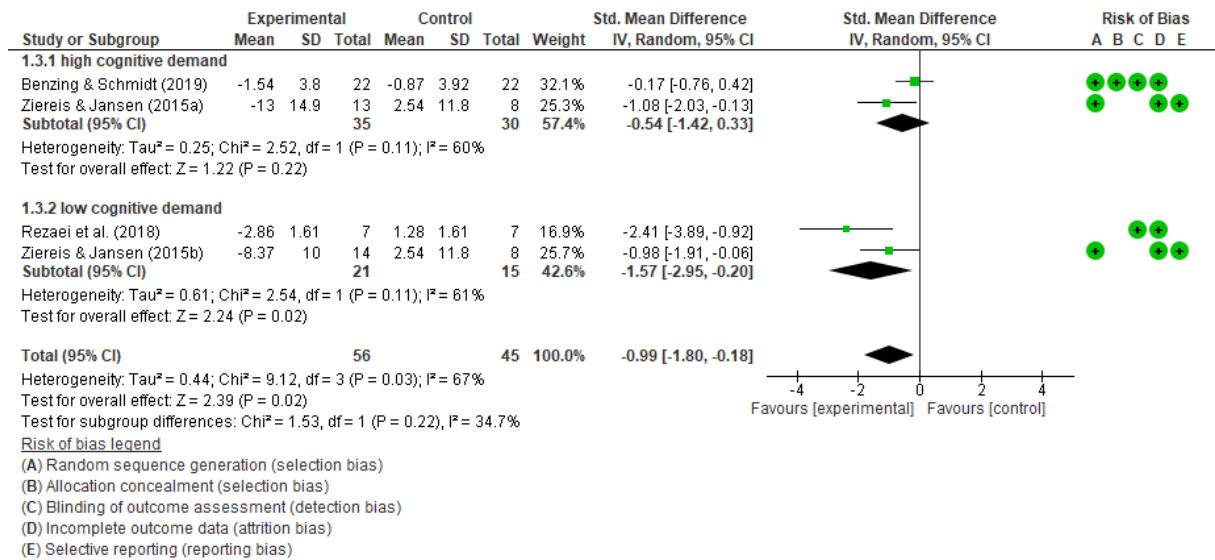 Experimental Control Std. Mean Difference Std. Mean Difference Risk of Bias
Study or Subgroup Mean SD Total Mean SD Total Weight IV, Random, 95% CI IV, Random, 95% CI A B C D E
1.3.1 high cognitive demand
Benzing & Schmidt (2019) -1.54 3.8 22 -0.87 3.92 22 32.1% -0.17 [-0.76, 0.42]
Ziereis & Jansen (2015a) -13 14.9 13 2.54 11.8 8 25.3% -1.08 [-2.03, -0.13]
Subtotal (95% CI) 35 30 57.4% -0.54 [-1.42, 0.33]
Heterogeneity: Tau² = 0.25; Chi² = 2.52, df = 1 (P = 0.11); I² = 60%
Test for overall effect: Z = 1.22 (P = 0.22)
1.3.2 low cognitive demand
Rezaei et al. (2018) -2.86 1.61 7 1.28 1.61 7 16.9% -2.41 [-3.89, -0.92]
Ziereis & Jansen (2015b) -8.37 10 14 2.54 11.8 8 25.7% -0.98 [-1.91, -0.06]
Subtotal (95% CI) 21 15 42.6% -1.57 [-2.95, -0.20]
Heterogeneity: Tau² = 0.61; Chi² = 2.54, df = 1 (P = 0.11); I² = 61%
Test for overall effect: Z = 2.24 (P = 0.02)
Total (95% CI) 56 45 100.0% -0.99 [-1.80, -0.18]
Heterogeneity: Tau² = 0.44; Chi² = 9.12, df = 3 (P = 0.03); I² = 67%
Test for overall effect: Z = 2.39 (P = 0.02)
Test for subgroup differences: Chi² = 1.53, df = 1 (P = 0.22), I² = 34.7%
-4 -2 0 2 4
Favours [experimental] Favours [control]
Risk of bias legend
(A) Random sequence generation (selection bias)
(B) Allocation concealment (selection bias)
(C) Blinding of outcome assessment (detection bias)
(D) Incomplete outcome data (attrition bias)
(E) Selective reporting (reporting bias)